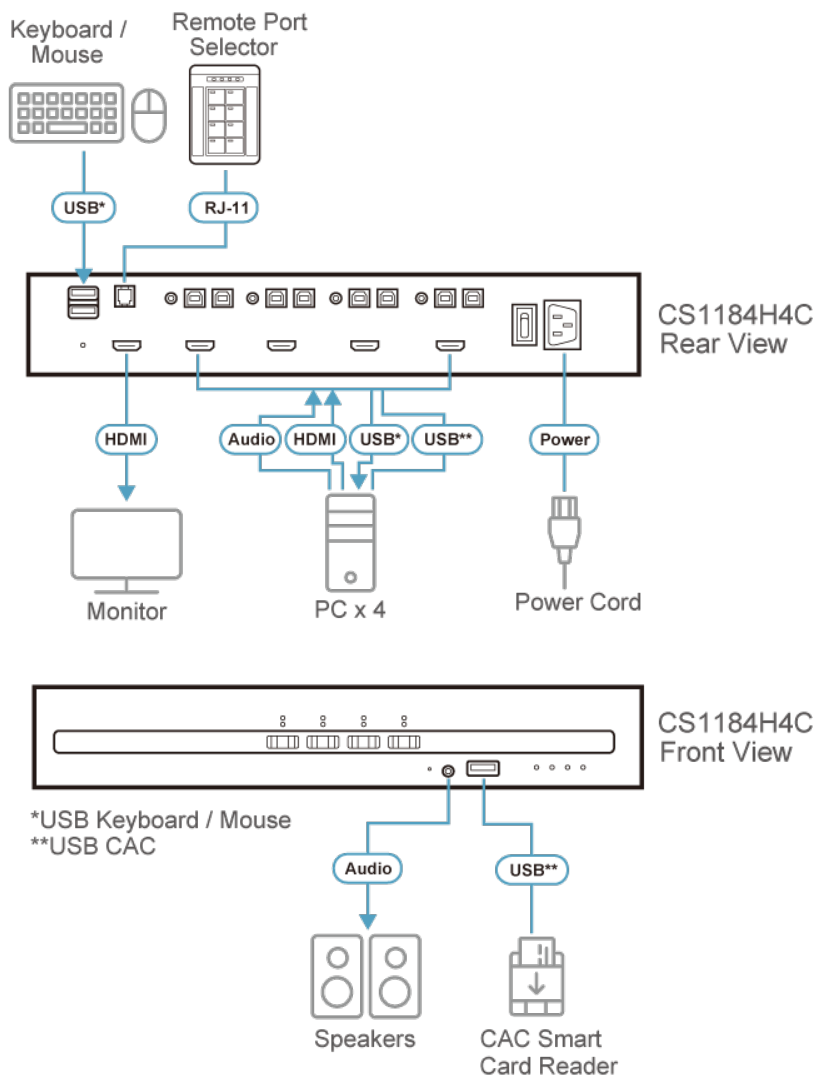 Keyboard /
Mouse
Remote Port
Selector
USB*
RJ-11
CS1184H4C
Rear View
HDMI
Audio
HDMI
USB*
USB**
Power
Monitor
PC x 4
Power Cord
CS1184H4C
Front View
*USB Keyboard / Mouse
**USB CAC
Audio
USB**
Speakers
CAC Smart
Card Reader